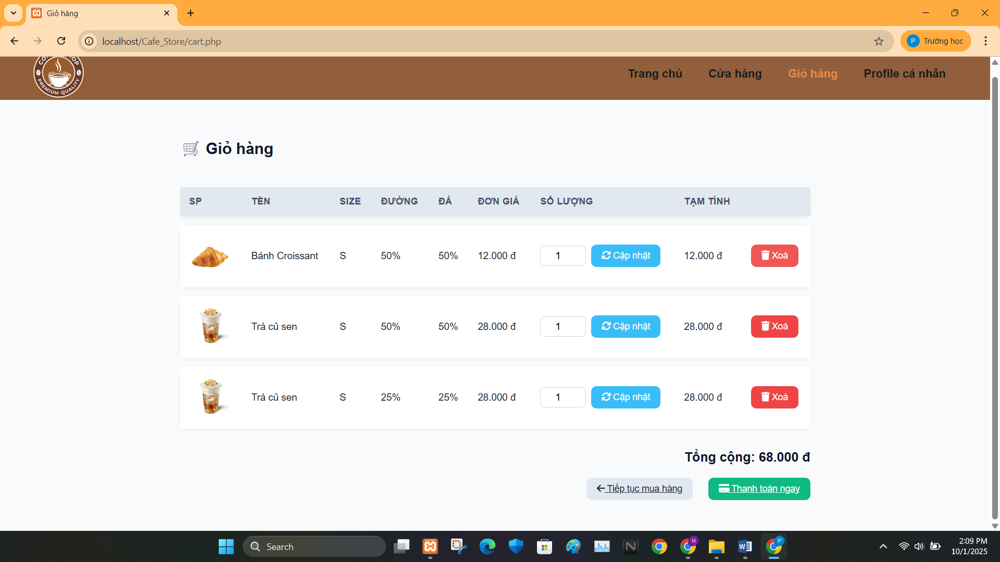 Giỏ hàng
localhost/Cafe_Store/cart.php
P Trường học
PREMIUM QUALITY
Trang chủ Cửa hàng Giỏ hàng Profile cá nhân
Giỏ hàng
SP TÊN SIZE ĐƯỜNG ĐÁ ĐƠN GIÁ SỐ LƯỢNG TẠM TÍNH
Bánh Croissant S 50% 50% 12.000 đ 1 Cập nhật 12.000 đ Xoá
Trà củ sen S 50% 50% 28.000 đ 1 Cập nhật 28.000 đ Xoá
Trà củ sen S 25% 25% 28.000 đ 1 Cập nhật 28.000 đ Xoá
Tổng cộng: 68.000 đ
Tiếp tục mua hàng Thanh toán ngay
Search
H
P
2:09 PM
10/1/2025